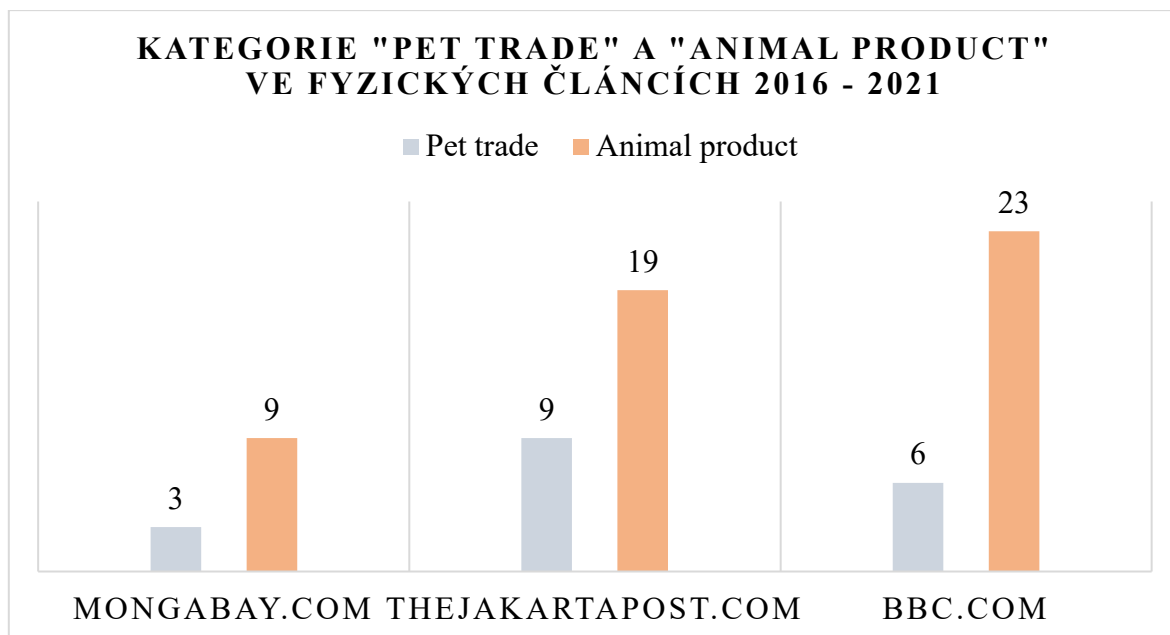 KATEGORIE "PET TRADE" A "ANIMAL PRODUCT"
VE FYZICKÝCH ČLÁNCÍCH 2016 - 2021
Pet trade Animal product
3 9 9 19 6 23
MONGABAY.COM THEJAKARTAPOST.COM BBC.COM